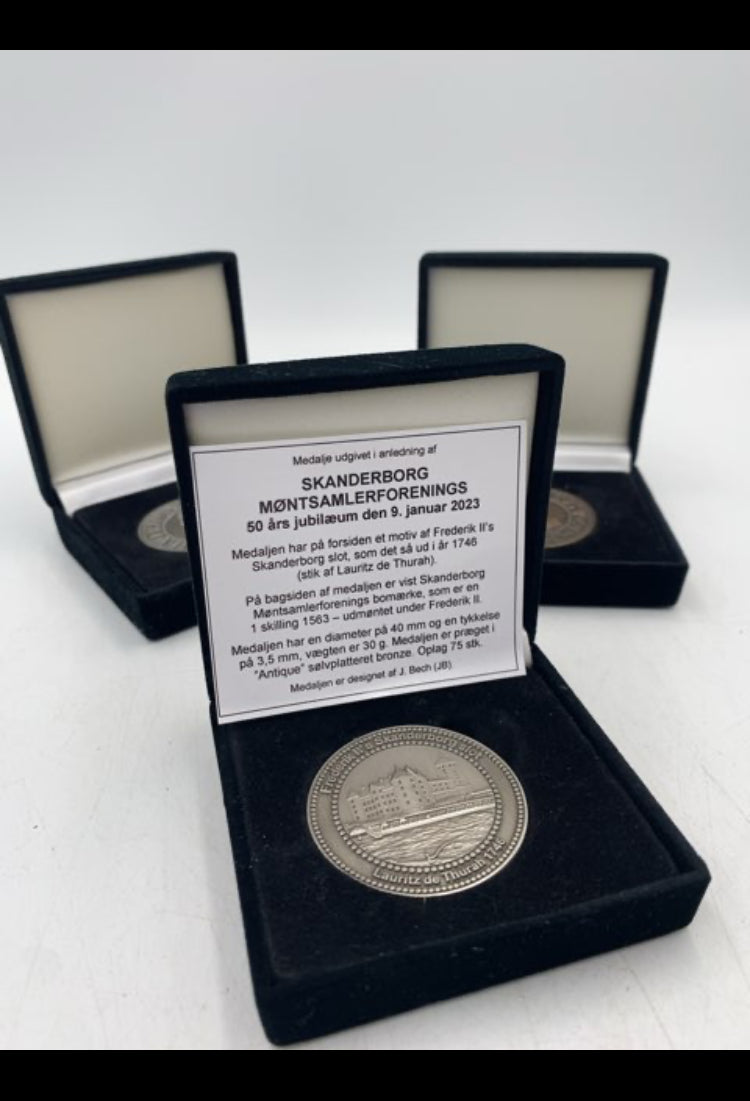 Medalje udgivet i anledning af
SKANDERBORG
MØNTSAMLERFORENINGS
50 års jubilæum den 9. januar 2023
Medaljen har på forsiden et motiv af Frederik II's
Skanderborg slot, som det så ud i år 1746
(stik af Lauritz de Thurah).
På bagsiden af medaljen er vist Skanderborg
Møntsamlerforenings bomærke, som er en
1 skilling 1563 – udmøntet under Frederik II.
Medaljen har en diameter på 40 mm og en tykkelse
på 3,5 mm, vægten er 30 g. Medaljen er præget i
"Antique" sølvplatteret bronze. Oplag 75 stk.
Medaljen er designet af J. Bech (JB)
Frederik II's Skanderborg
Lauritz de Thurah 1746